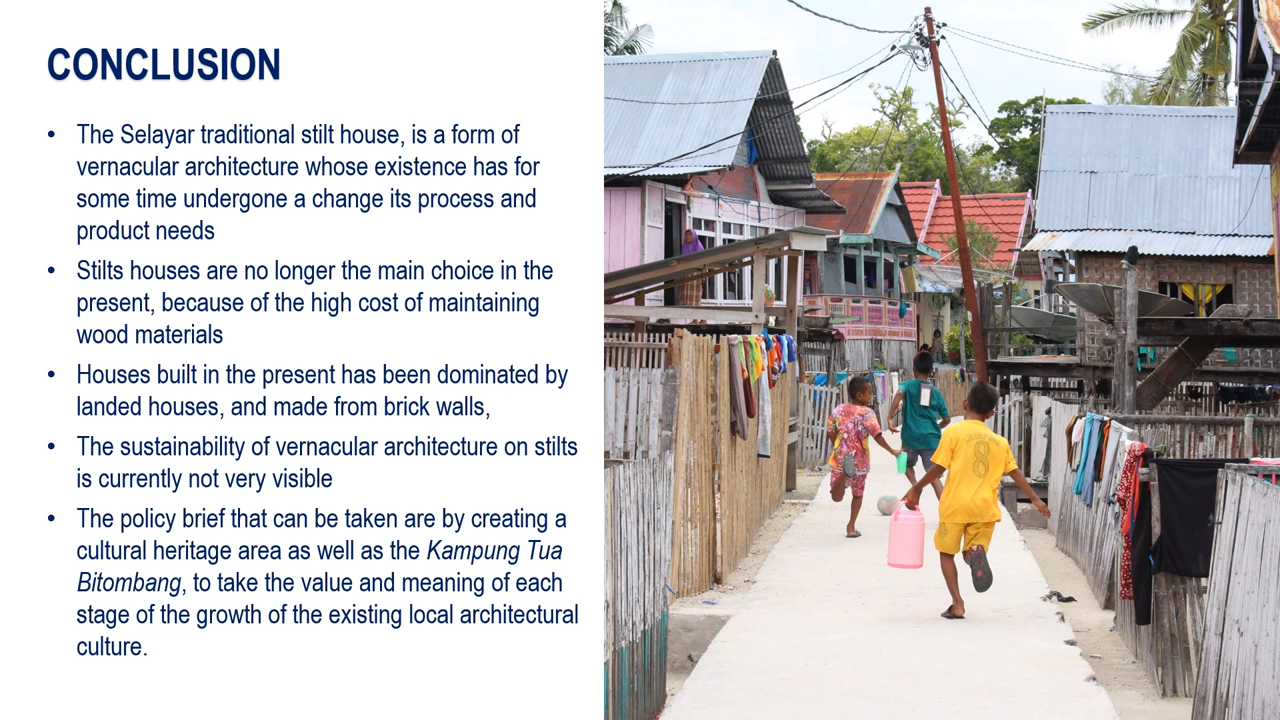 CONCLUSION
• The Selayar traditional stilt house, is a form of
vernacular architecture whose existence has for
some time undergone a change its process and
product needs
• Stilts houses are no longer the main choice in the
present, because of the high cost of maintaining
wood materials
• Houses built in the present has been dominated by
landed houses, and made from brick walls,
• The sustainability of vernacular architecture on stilts
is currently not very visible
• The policy brief that can be taken are by creating a
cultural heritage area as well as the Kampung Tua
Bitombang, to take the value and meaning of each
stage of the growth of the existing local architectural
culture.
8